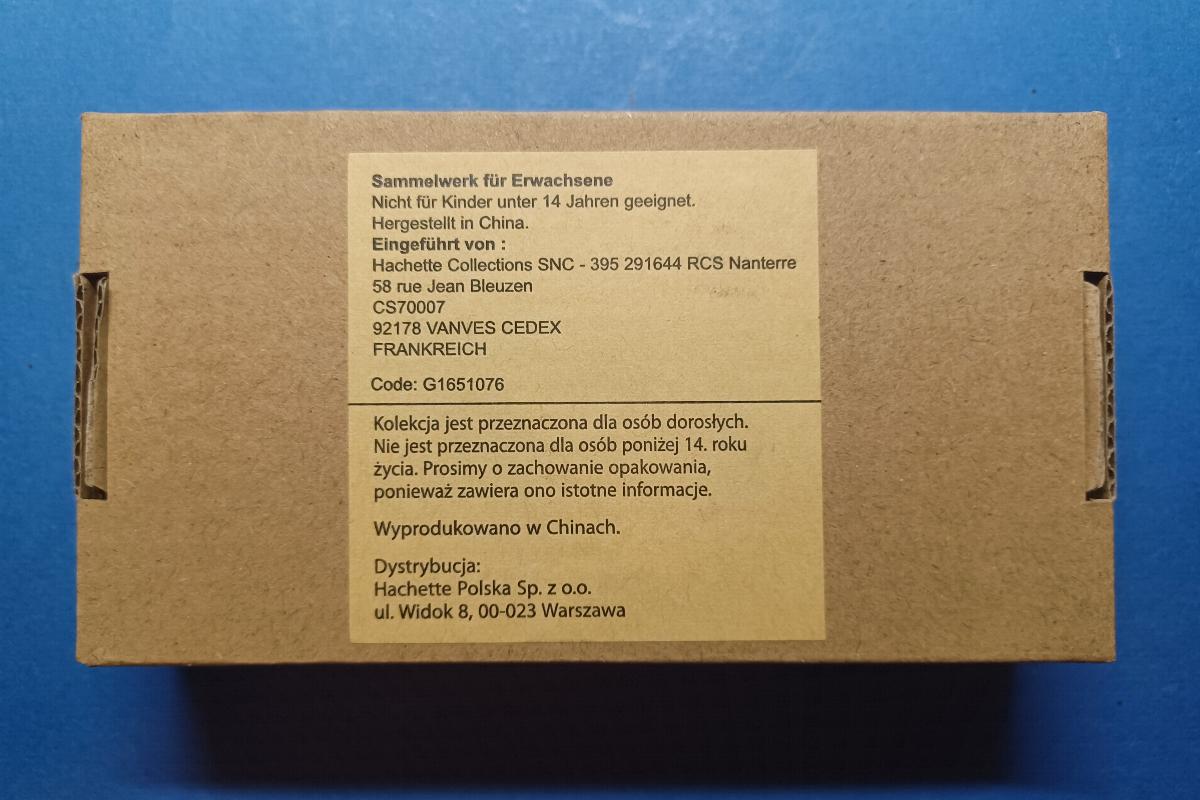 Sammelwerk für Erwachsene
Nicht für Kinder unter 14 Jahren geeignet.
Hergestellt in China.
Eingeführt von :
Hachette Collections SNC - 395 291644 RCS Nanterre
58 rue Jean Bleuzen
CS70007
92178 VANVES CEDEX
FRANKREICH
Code: G1651076
Kolekcja jest przeznaczona dla osób dorosłych.
Nie jest przeznaczona dla osób poniżej 14. roku
życia. Prosimy o zachowanie opakowania,
ponieważ zawiera ono istotne informacje.
Wyprodukowano w Chinach.
Dystrybucja:
Hachette Polska Sp. z o.o.
ul. Widok 8, 00-023 Warszawa